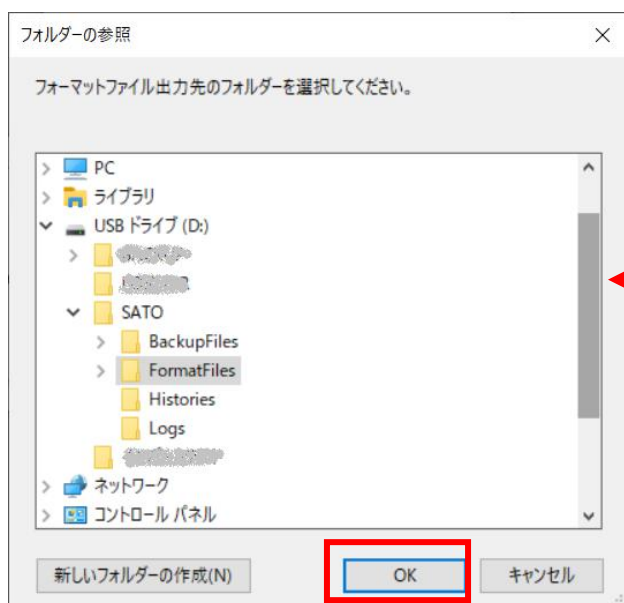 フォルダーの参照
フォーマットファイル出力先のフォルダーを選択してください。
PC
ライブラリ
USB ドライブ (D:)
SATO
BackupFiles
FormatFiles
Histories
Logs
ネットワーク
コントロール パネル
新しいフォルダーの作成(N)
OK
キャンセル